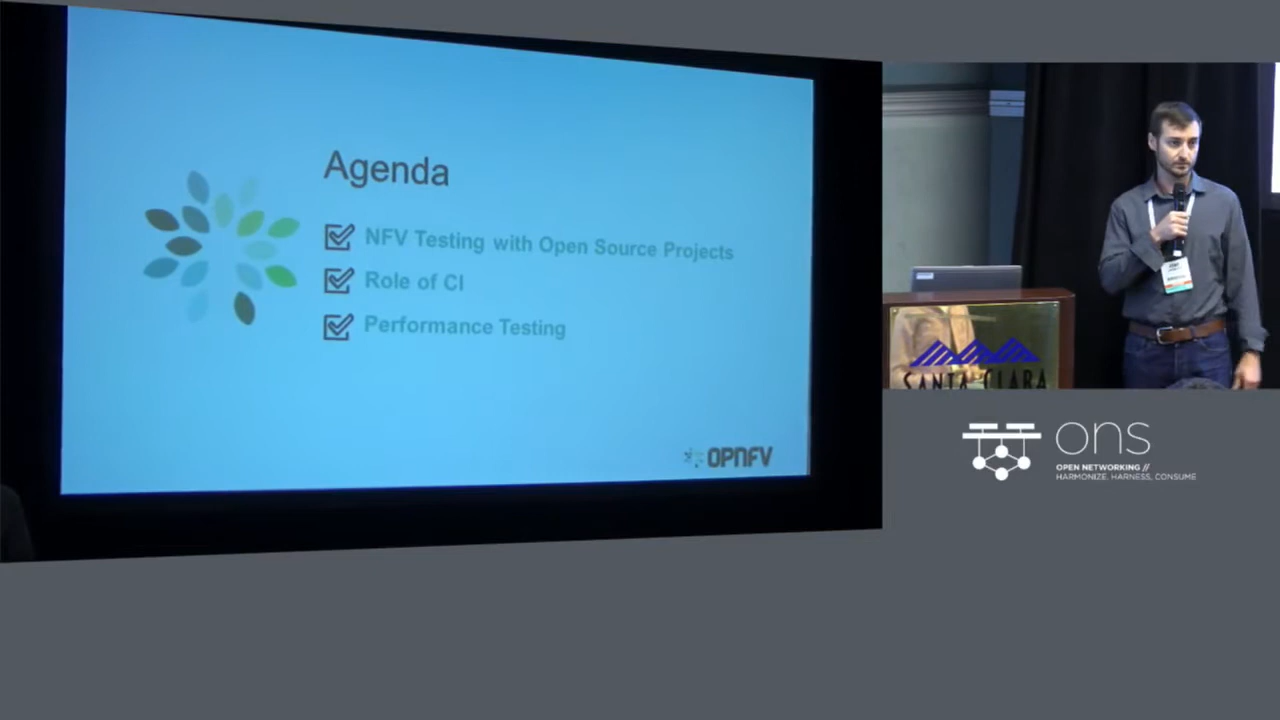 Agenda
NFV Testing with Open Source Projects
Role of CI
Performance Testing
OPNFV
SANTA CLARA
ons
OPEN NETWORKING //
HARMONIZE, HARNESS, CONSUME